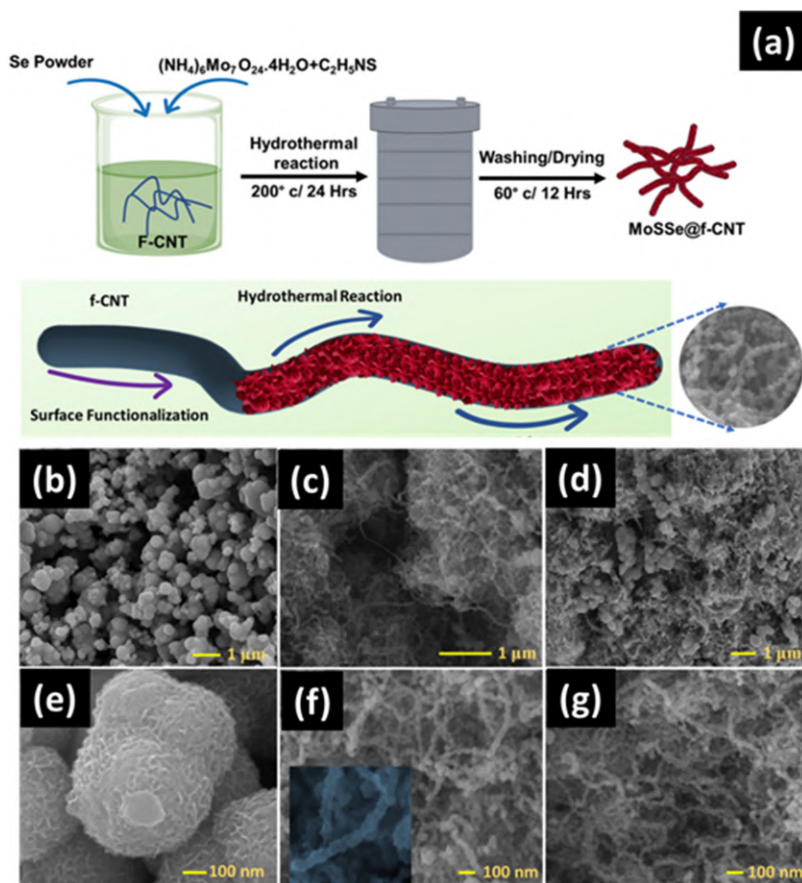 (a)
Se Powder
(NH4)6Mo7O24.4H2O+C2H5NS
Hydrothermal
reaction
200° c/ 24 Hrs
Washing/Drying
60° c/ 12 Hrs
F-CNT
MoSSe@f-CNT
f-CNT
Hydrothermal Reaction
Surface Functionalization
(b)
1 μm
(c)
1 μm
(d)
1 μm
(e)
100 nm
(f)
100 nm
(g)
100 nm